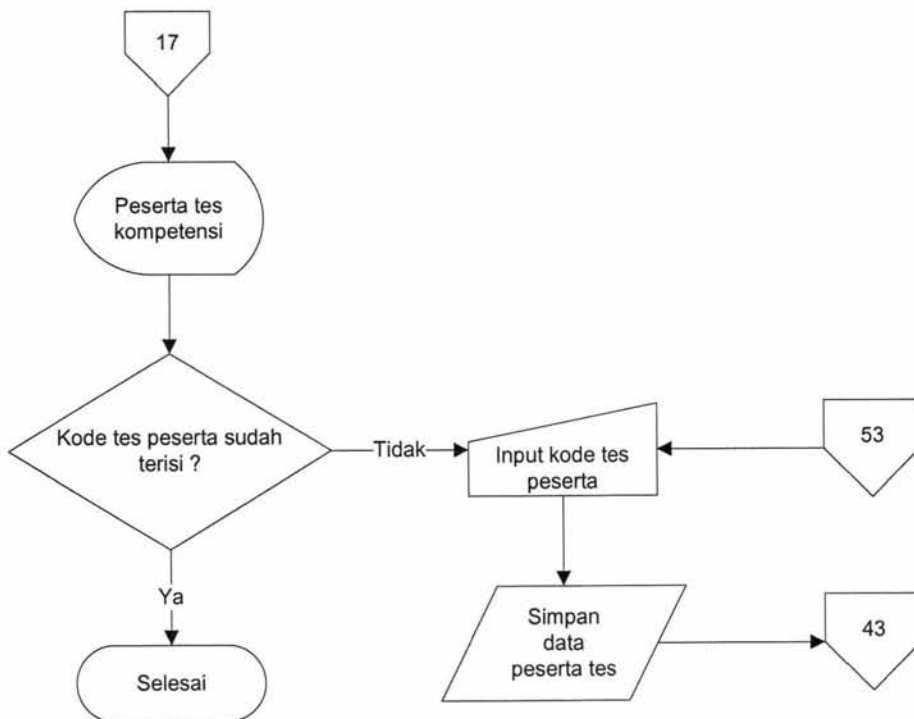 17
Peserta tes
kompetensi
Kode tes peserta sudah
terisi ?
Tidak
Input kode tes
peserta
53
Ya
Selesai
Simpan
data
peserta tes
43